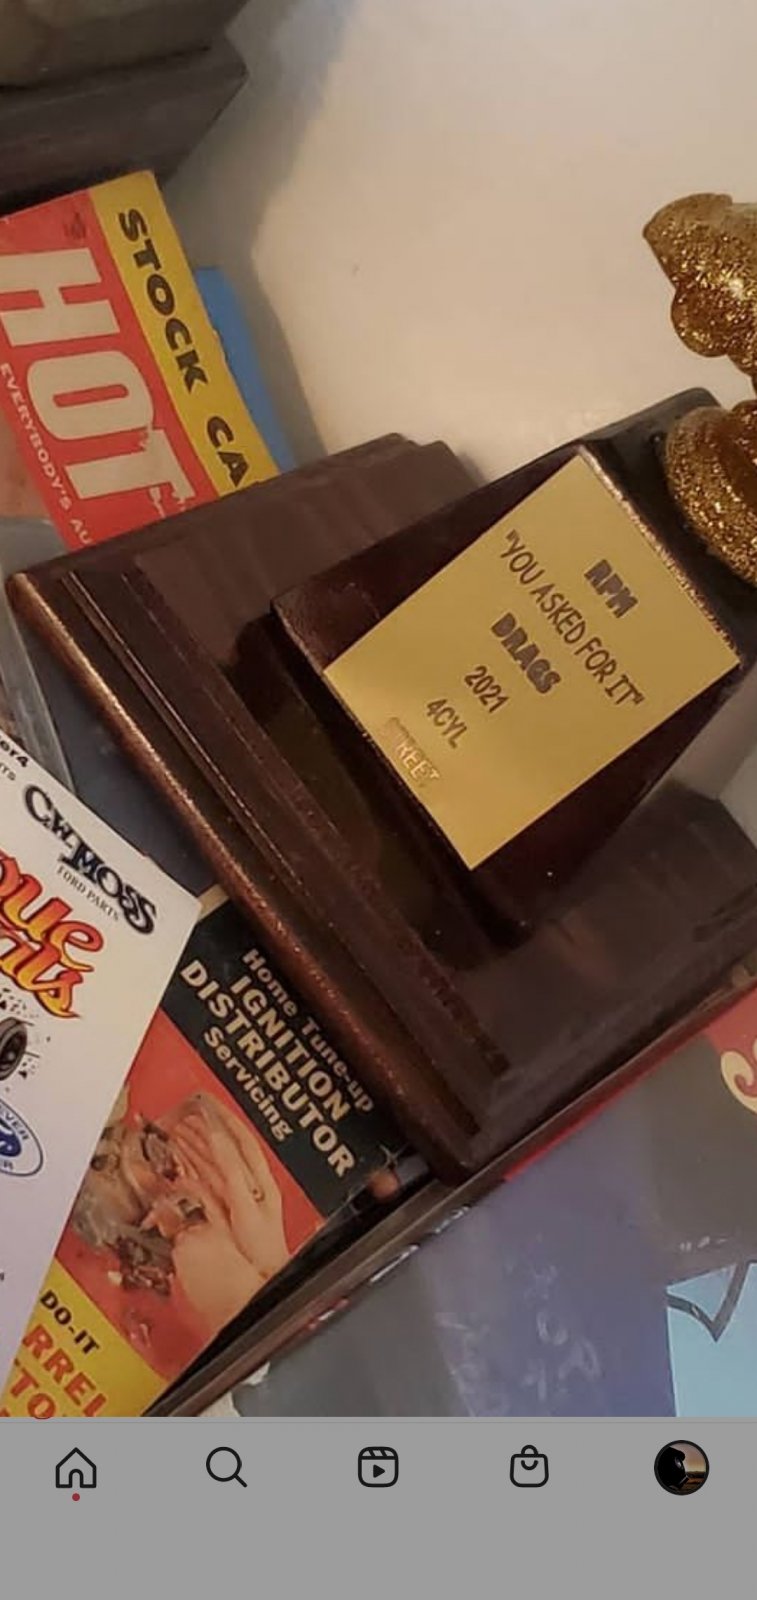 STOCK CA
HOT
EVERYBODY'S AU
RPM
"YOU ASKED FOR IT"
DRAGS
2021
4CYL
STREET
C.W. MOSS
FORD PARTS
Home Tune-up
IGNITION
DISTRIBUTOR
Servicing
DO-IT